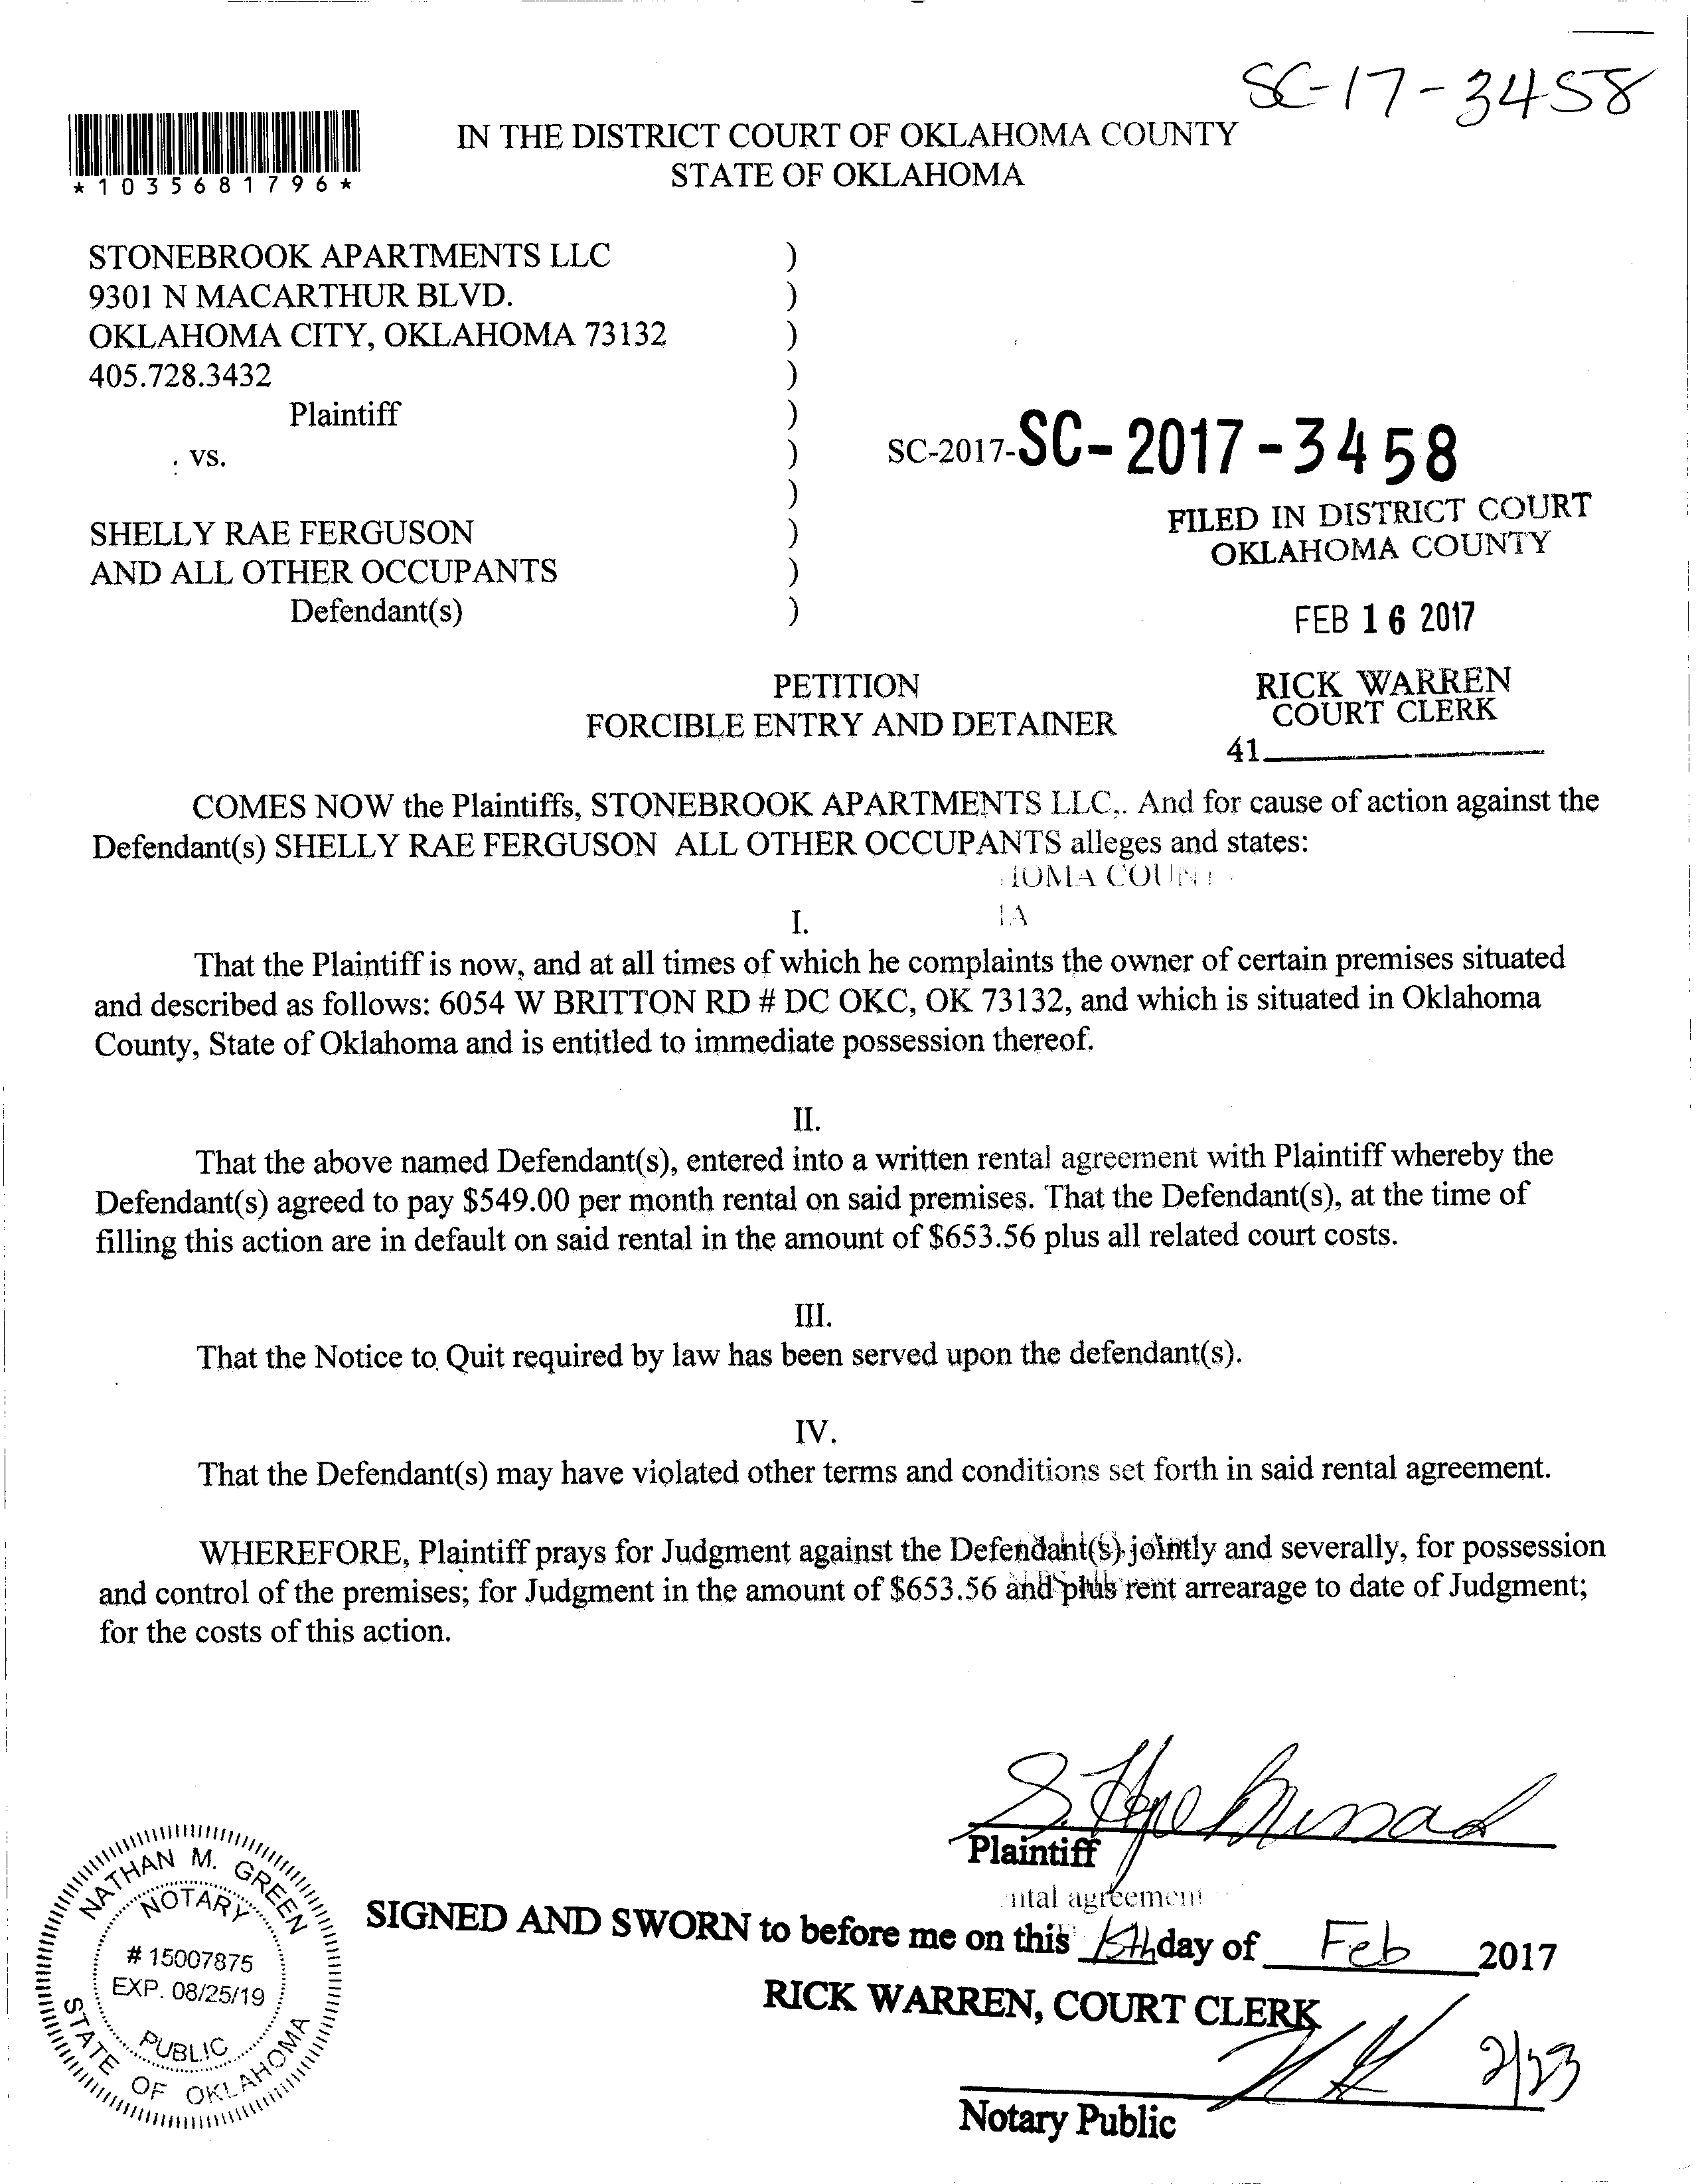 SC-17-3458
*1035681796*
IN THE DISTRICT COURT OF OKLAHOMA COUNTY
STATE OF OKLAHOMA
STONEBROOK APARTMENTS LLC )
9301 N MACARTHUR BLVD. )
OKLAHOMA CITY, OKLAHOMA 73132 )
405.728.3432 )
Plaintiff )
vs. )
)
SHELLY RAE FERGUSON )
AND ALL OTHER OCCUPANTS )
Defendant(s) )
SC-2017-SC-2017-3458
FILED IN DISTRICT COURT
OKLAHOMA COUNTY
FEB 16 2017
RICK WARREN
COURT CLERK
41
PETITION
FORCIBLE ENTRY AND DETAINER
COMES NOW the Plaintiffs, STONEBROOK APARTMENTS LLC,. And for cause of action against the
Defendant(s) SHELLY RAE FERGUSON ALL OTHER OCCUPANTS alleges and states:
I.
That the Plaintiff is now, and at all times of which he complaints the owner of certain premises situated
and described as follows: 6054 W BRITTON RD # DC OKC, OK 73132, and which is situated in Oklahoma
County, State of Oklahoma and is entitled to immediate possession thereof.
II.
That the above named Defendant(s), entered into a written rental agreement with Plaintiff whereby the
Defendant(s) agreed to pay $549.00 per month rental on said premises. That the Defendant(s), at the time of
filling this action are in default on said rental in the amount of $653.56 plus all related court costs.
III.
That the Notice to Quit required by law has been served upon the defendant(s).
IV.
That the Defendant(s) may have violated other terms and conditions set forth in said rental agreement.
WHEREFORE, Plaintiff prays for Judgment against the Defendant(s) jointly and severally, for possession
and control of the premises; for Judgment in the amount of $653.56 and plus rent arrearage to date of Judgment;
for the costs of this action.
Plaintiff
ntal agreement
SIGNED AND SWORN to before me on this day of Feb 2017
RICK WARREN, COURT CLERK
2/23
Notary Public
NATHAN M. GREEN
NOTARY
# 15007875
EXP. 08/25/19
PUBLIC
STATE OF OKLAHOMA